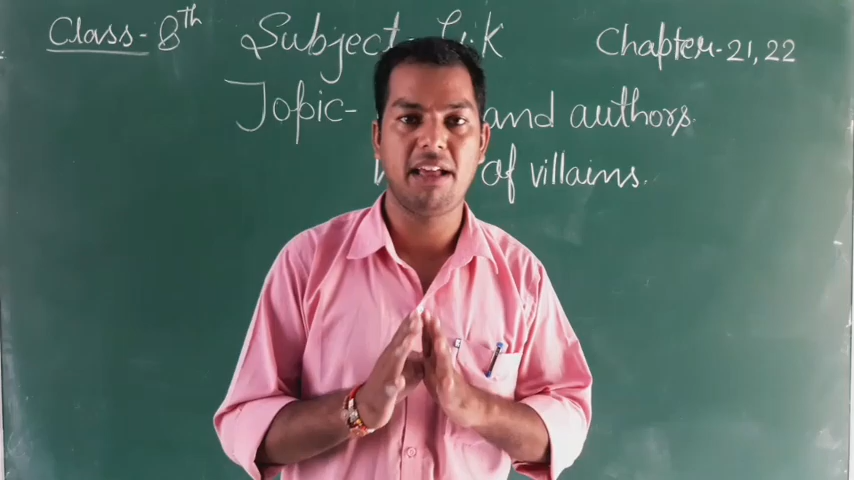 Class- 8th Subject- G.K Chapter-21,22
Topic- and authors.
of villains.